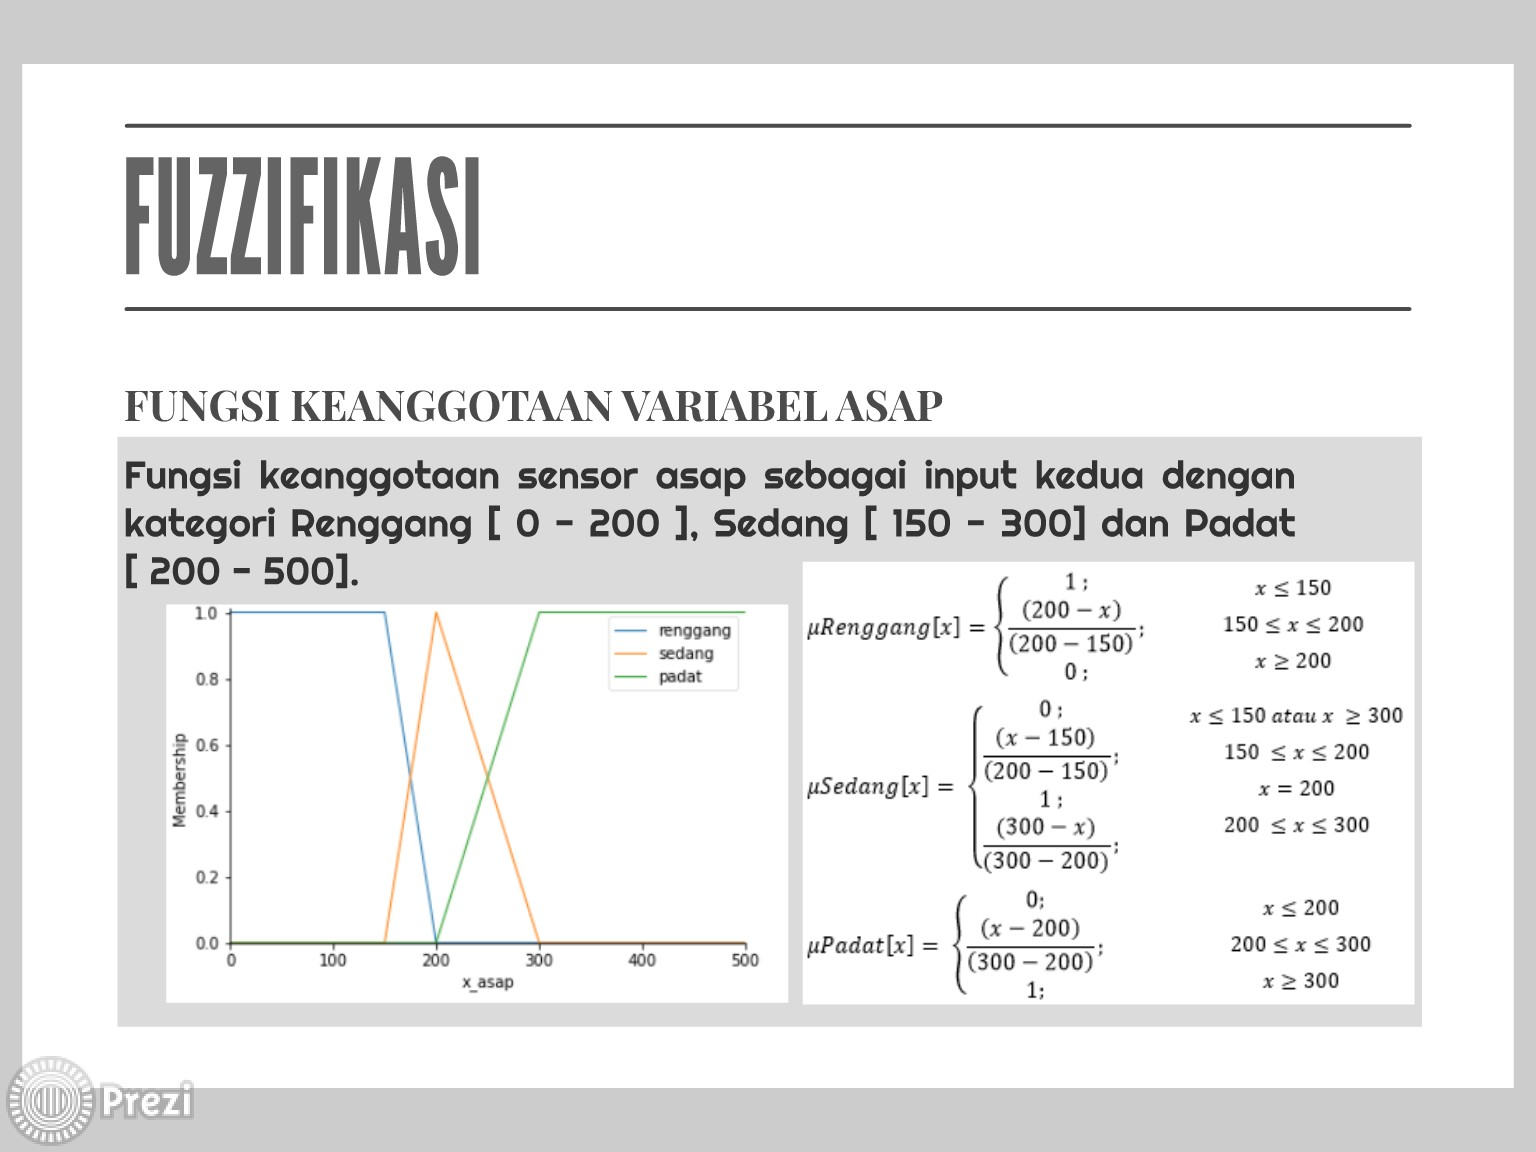 FUZZIFIKASI
FUNGSI KEANGGOTAAN VARIABEL ASAP
Fungsi keanggotaan sensor asap sebagai input kedua dengan
kategori Renggang [ 0 - 200 ], Sedang [ 150 - 300] dan Padat
[ 200 - 500].
1.0
0.8
0.6
0.4
0.2
0.0
Membership
0 100 200 300 400 500
x_asap
renggang
sedang
padat
1 ; x ≤ 150
(200 − x)
μRenggang[x] = ; 150 ≤ x ≤ 200
(200 − 150)
0 ; x ≥ 200
0 ; x ≤ 150 atau x ≥ 300
(x − 150)
; 150 ≤ x ≤ 200
(200 − 150)
μSedang[x] =
1 ; x = 200
(300 − x)
; 200 ≤ x ≤ 300
(300 − 200)
0; x ≤ 200
(x − 200)
μPadat[x] = ; 200 ≤ x ≤ 300
(300 − 200)
1; x ≥ 300
Prezi